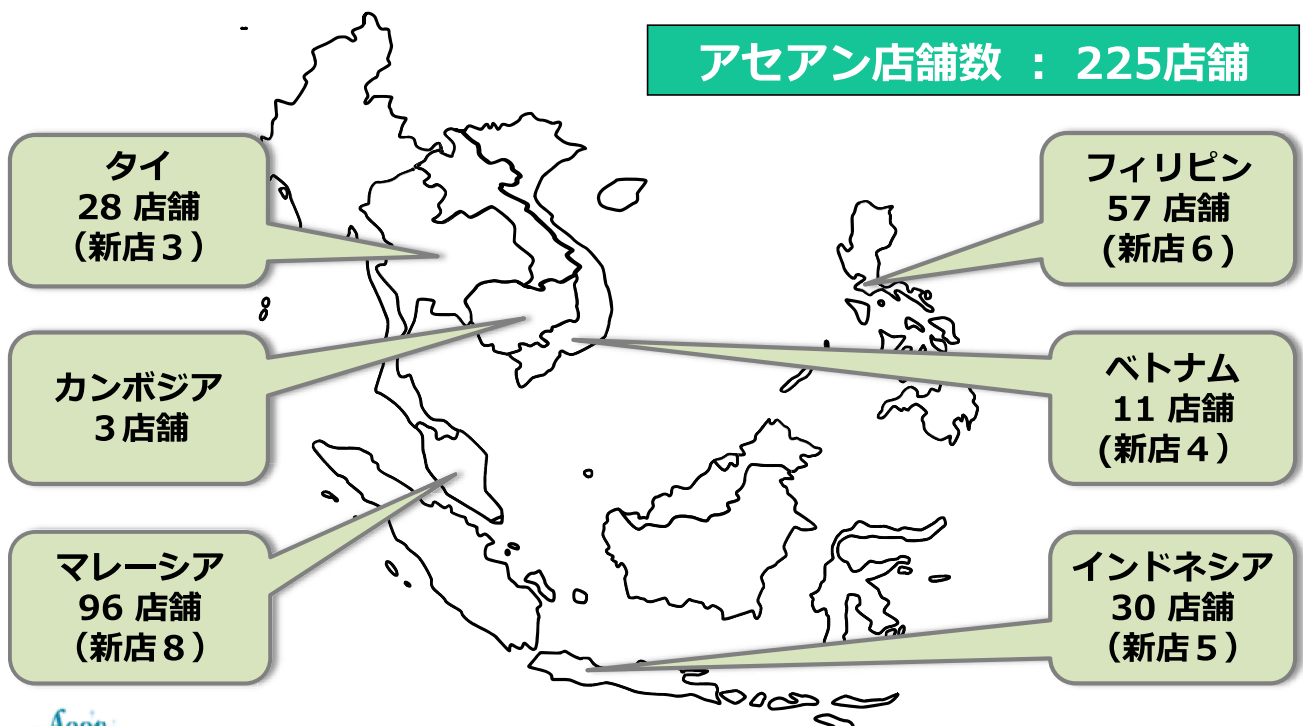 アセアン店舗数 ： 225店舗
タイ
28 店舗
（新店３）
フィリピン
57 店舗
(新店６)
カンボジア
３店舗
ベトナム
11 店舗
(新店４）
マレーシア
96 店舗
（新店８）
インドネシア
30 店舗
（新店５）